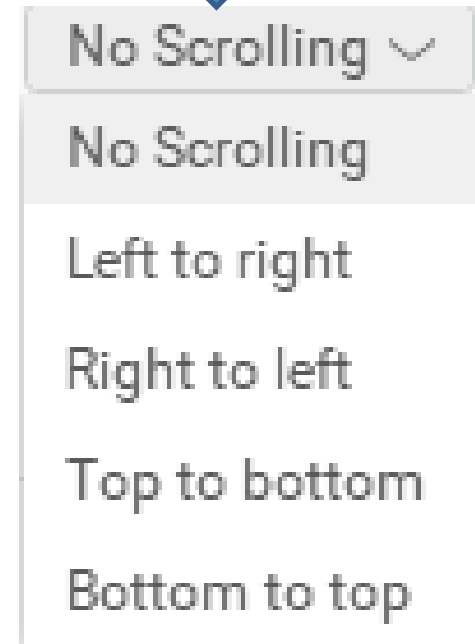 No Scrolling
No Scrolling
Left to right
Right to left
Top to bottom
Bottom to top